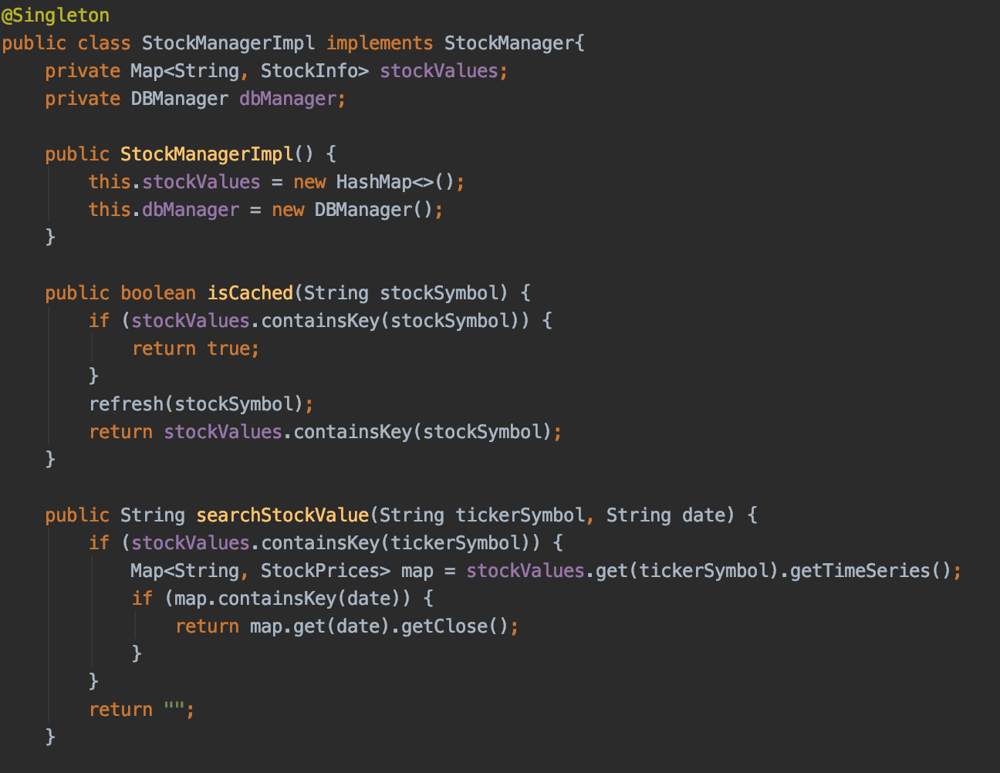 @Singleton
public class StockManagerImpl implements StockManager{
    private Map<String, StockInfo> stockValues;
    private DBManager dbManager;

    public StockManagerImpl() {
        this.stockValues = new HashMap<>();
        this.dbManager = new DBManager();
    }

    public boolean isCached(String stockSymbol) {
        if (stockValues.containsKey(stockSymbol)) {
            return true;
        }
        refresh(stockSymbol);
        return stockValues.containsKey(stockSymbol);
    }

    public String searchStockValue(String tickerSymbol, String date) {
        if (stockValues.containsKey(tickerSymbol)) {
            Map<String, StockPrices> map = stockValues.get(tickerSymbol).getTimeSeries();
            if (map.containsKey(date)) {
                return map.get(date).getClose();
            }
        }
        return "";
    }